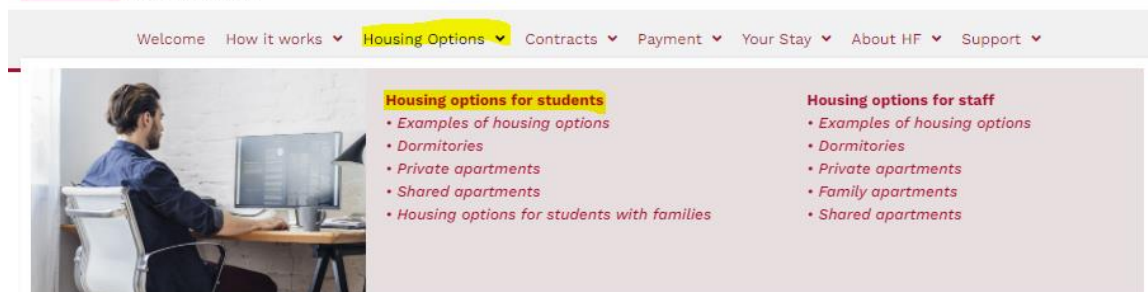 Welcome How it works Housing Options Contracts Payment Your Stay About HF Support
Housing options for students
• Examples of housing options
• Dormitories
• Private apartments
• Shared apartments
• Housing options for students with families
Housing options for staff
• Examples of housing options
• Dormitories
• Private apartments
• Family apartments
• Shared apartments